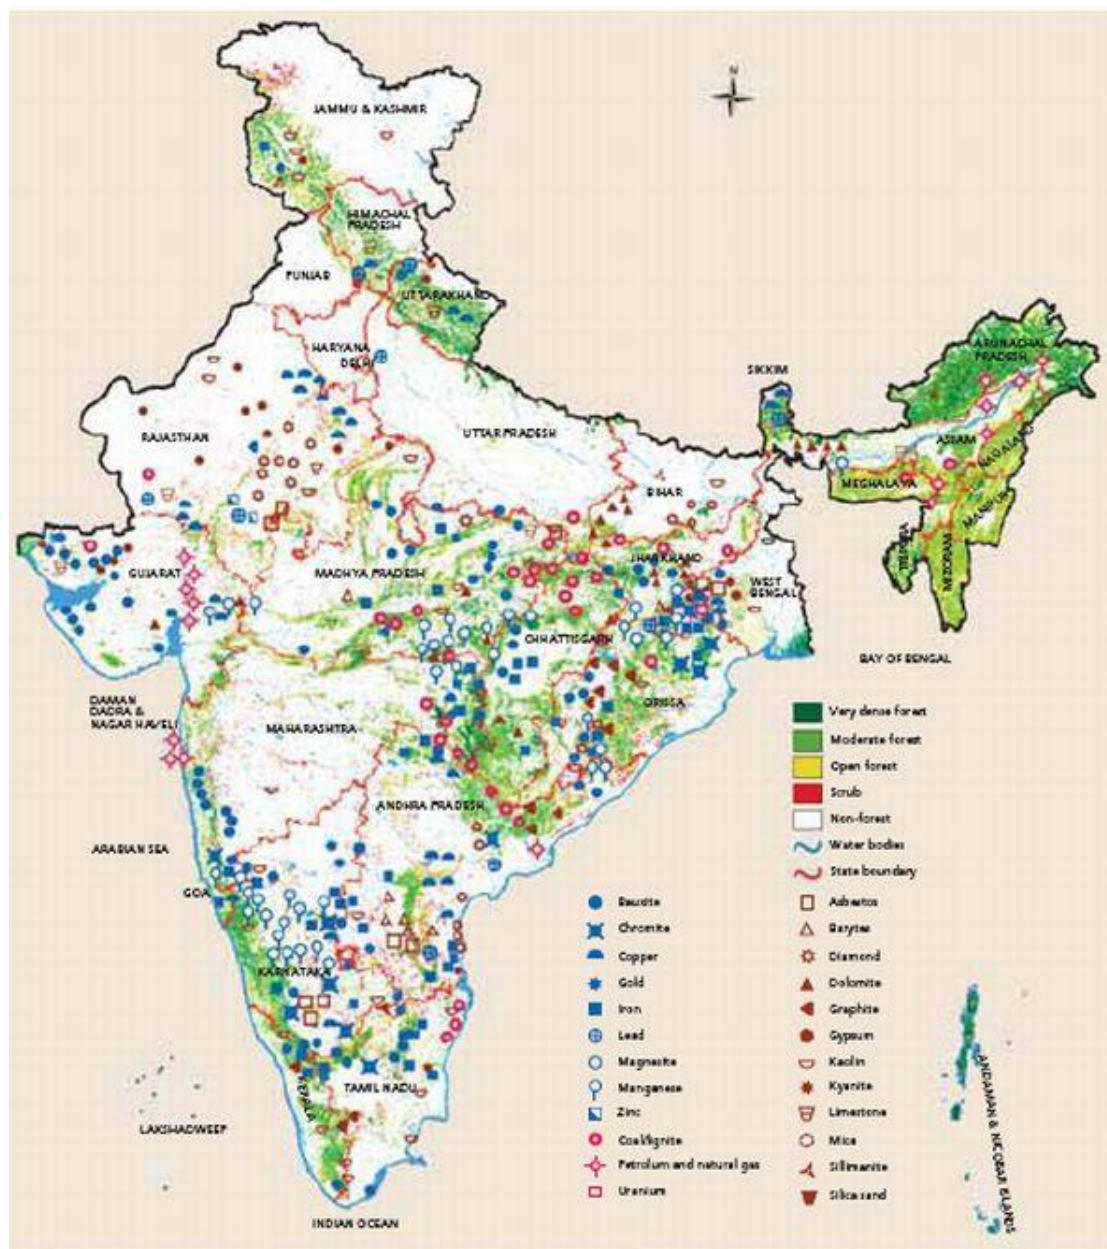 N
JAMMU & KASHMIR
HIMACHAL
PRADESH
PUNJAB
UTTARAKHAND
HARYANA
DELHI
ARUNACHAL
PRADESH
SIKKIM
RAJASTHAN
UTTAR PRADESH
ASSAM
NAGALAND
MEGHALAYA
BIHAR
MANIPUR
TRIPURA
MEZORAM
GUJARAT
MADHYA PRADESH
JHARKHAND
WEST
BENGAL
CHHATTISGARH
BAY OF BENGAL
DAMAN
DADRA &
NAGAR HAVELI
MAHARASHTRA
ORISSA
ANDHRA PRADESH
ARABIAN SEA
GOA
KARNATAKA
KERALA
TAMIL NADU
LAKSHADWEEP
INDIAN OCEAN
ANDAMAN & NICOBAR ISLANDS
Very dense forest
Moderate forest
Open forest
Scrub
Non-forest
Water bodies
State boundary
Bauxite
Chromite
Copper
Gold
Iron
Lead
Magnesite
Manganese
Zinc
Coal/lignite
Petrolum and natural gas
Uranium
Asbestos
Barytes
Diamond
Dolomite
Graphite
Gypsum
Kaolin
Kyanite
Limestone
Mica
Sillimanite
Silica sand